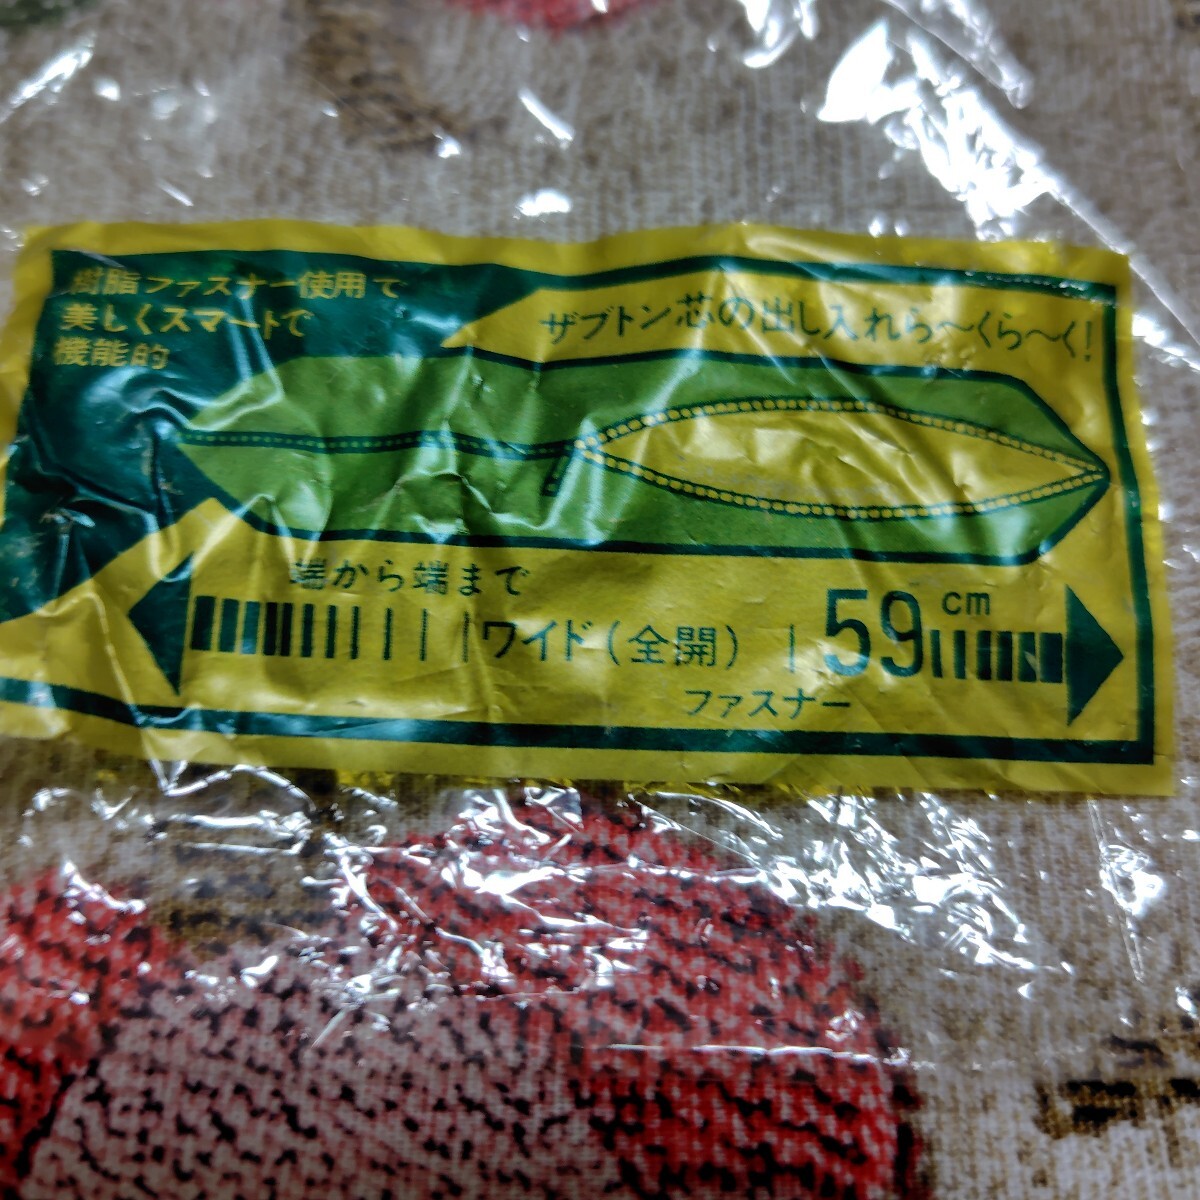 樹脂ファスナー使用で
美しくスマートで
機能的
ザブトン芯の出し入れら〜くら〜く!
端から端まで
ワイド(全開) 59cm
ファスナー